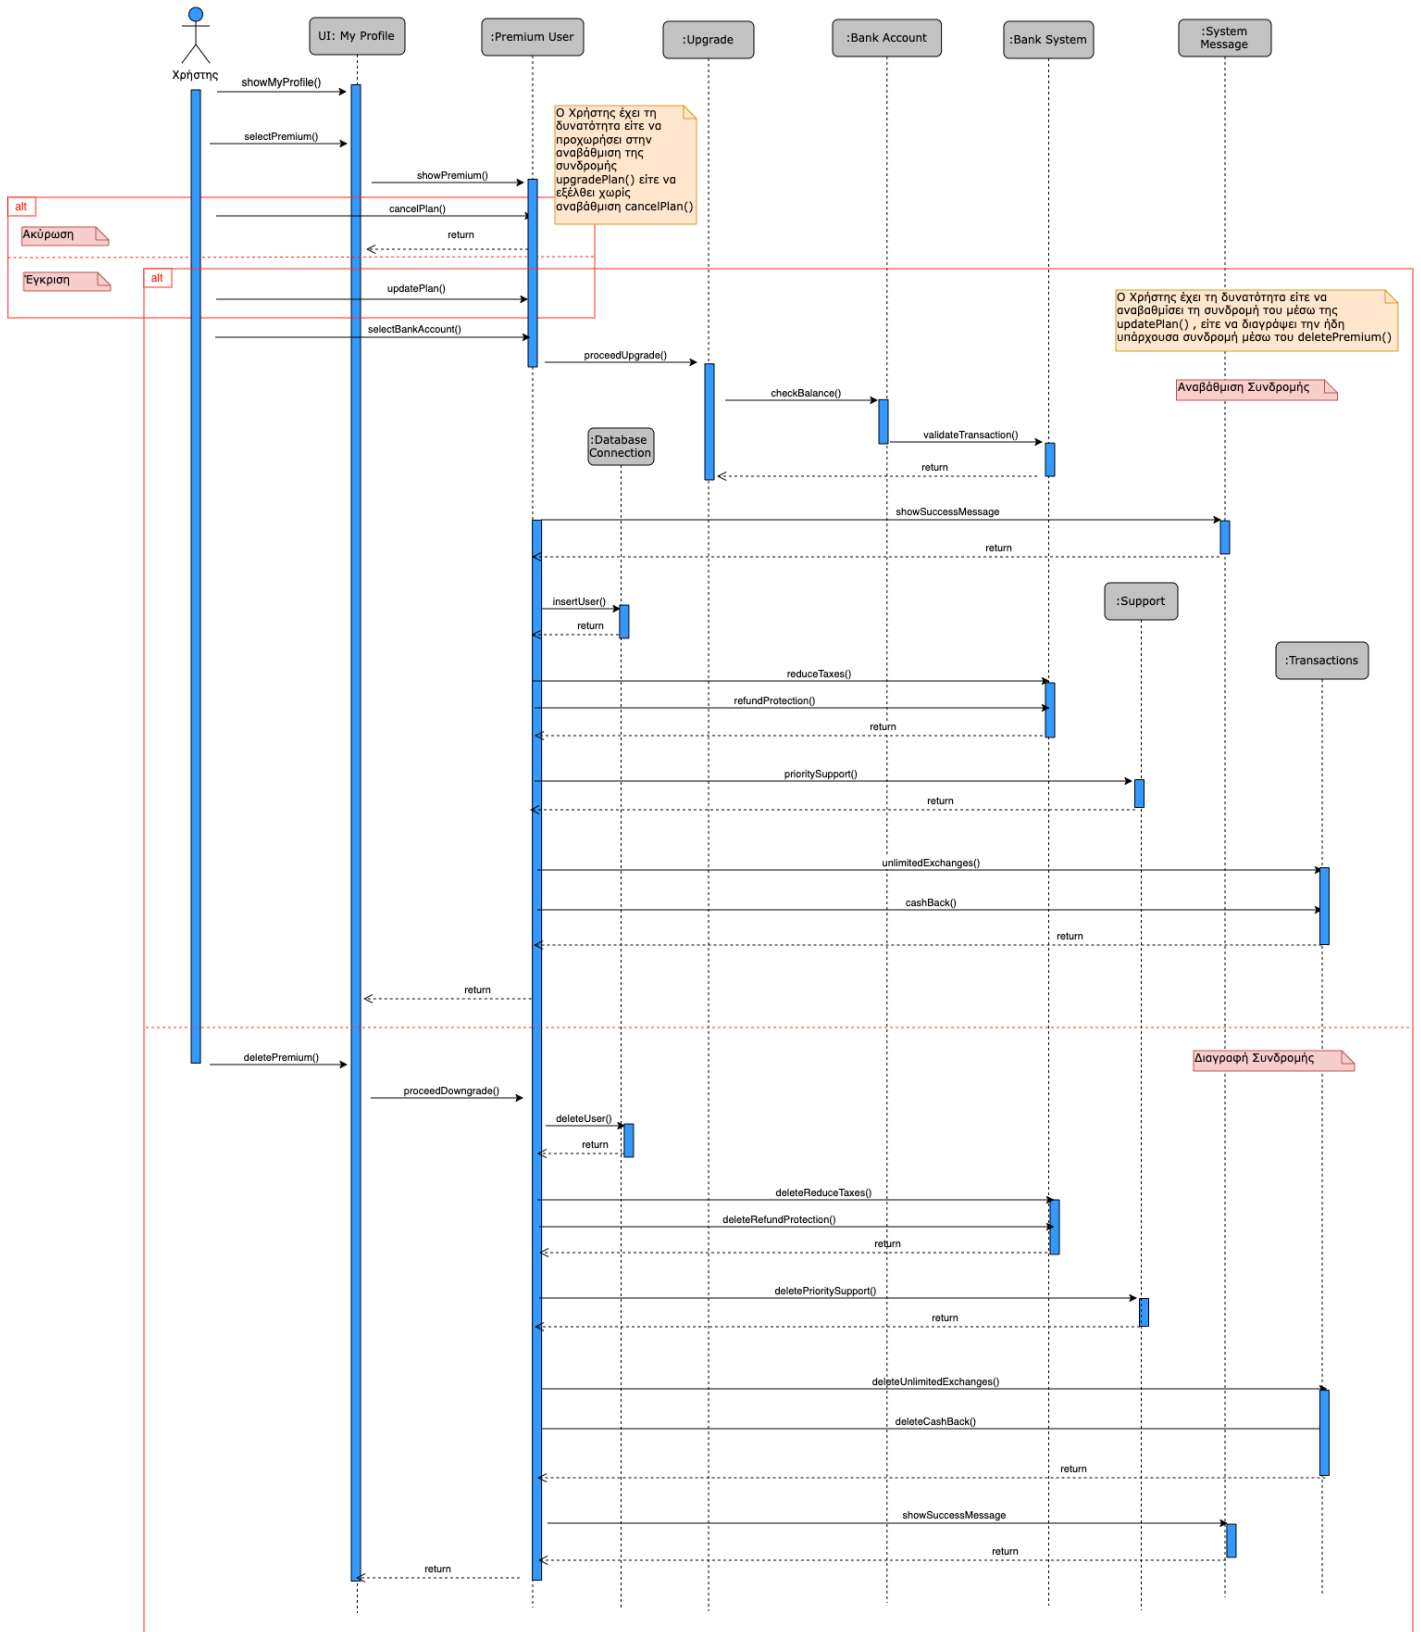 UI: My Profile
:Premium User
:Upgrade
:Bank Account
:Bank System
:System
Message
Χρήστης
showMyProfile()
selectPremium()
showPremium()
Ο Χρήστης έχει τη
δυνατότητα είτε να
προχωρήσει στην
αναβάθμιση της
συνδρομής
upgradePlan() είτε να
εξέλθει χωρίς
αναβάθμιση cancelPlan()
alt
cancelPlan()
Ακύρωση
return
alt
Έγκριση
updatePlan()
Ο Χρήστης έχει τη δυνατότητα είτε να
αναβαθμίσει τη συνδρομή του μέσω της
updatePlan() , είτε να διαγράψει την ήδη
υπάρχουσα συνδρομή μέσω του deletePremium()
selectBankAccount()
proceedUpgrade()
Αναβάθμιση Συνδρομής
checkBalance()
validateTransaction()
:Database
Connection
return
showSuccessMessage
return
insertUser()
:Support
return
:Transactions
reduceTaxes()
refundProtection()
return
prioritySupport()
return
unlimitedExchanges()
cashBack()
return
return
deletePremium()
Διαγραφή Συνδρομής
proceedDowngrade()
deleteUser()
return
deleteReduceTaxes()
deleteRefundProtection()
return
deletePrioritySupport()
return
deleteUnlimitedExchanges()
deleteCashBack()
return
showSuccessMessage
return
return